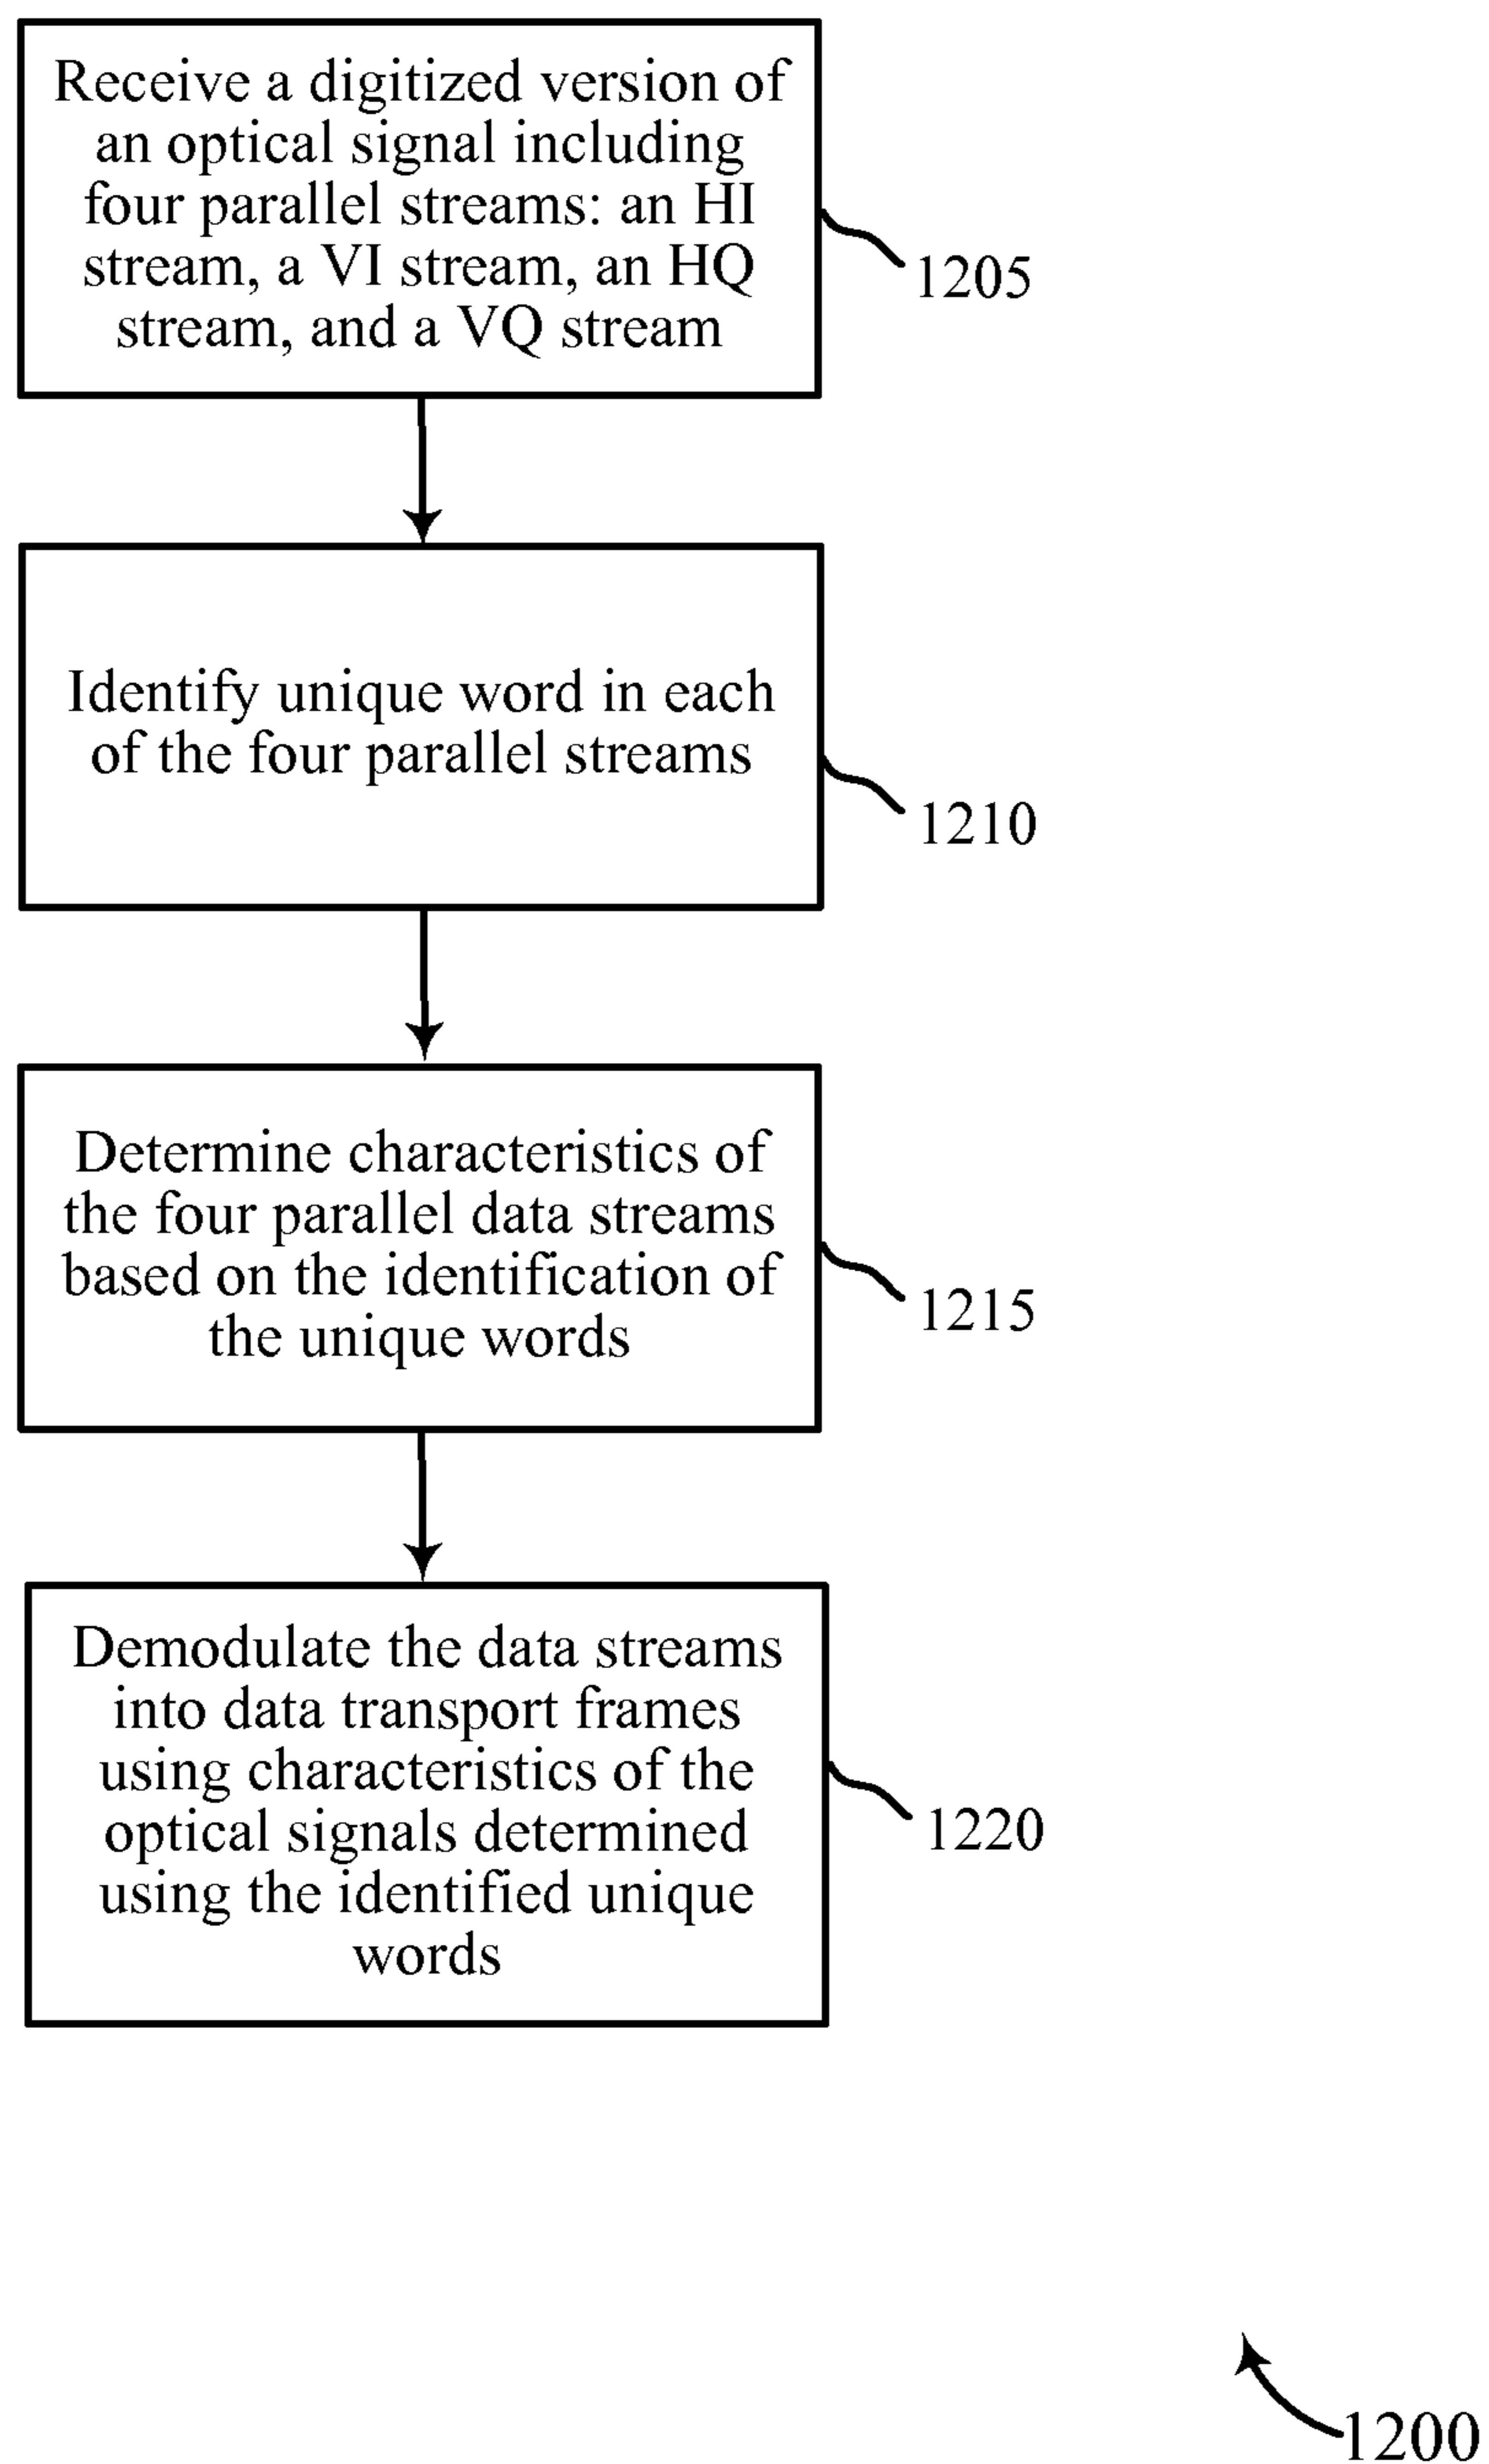 Receive a digitized version of
an optical signal including
four parallel streams: an HI
stream, a VI stream, an HQ
stream, and a VQ stream
1205
Identify unique word in each
of the four parallel streams
1210
Determine characteristics of
the four parallel data streams
based on the identification of
the unique words
1215
Demodulate the data streams
into data transport frames
using characteristics of the
optical signals determined
using the identified unique
words
1220
1200